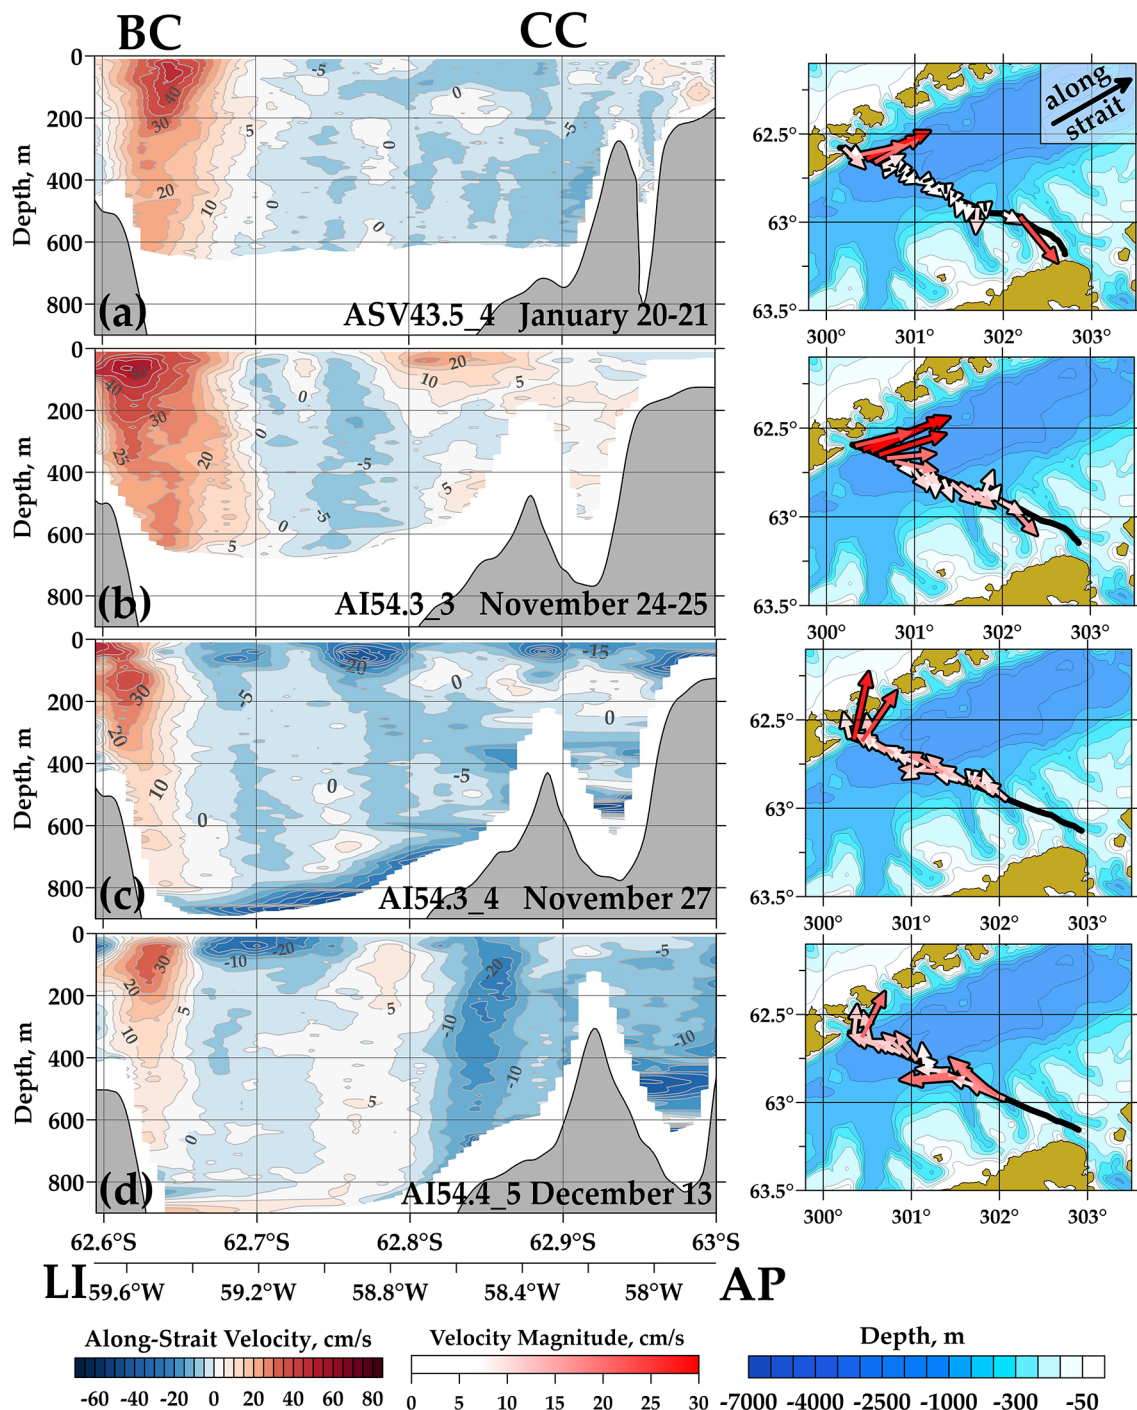 BC CC
0
200
400
600
800
Depth, m
40
30
20
10
5
0
-5
0
0
0
-5
(a)
ASV43.5_4 January 20-21
along
strait
62.5°
63°
63.5°
300° 301° 302° 303°
0
200
400
600
800
Depth, m
50
40
30
25
20
5
0
0
0
-5
-5
20
10
5
5
(b)
AI54.3_3 November 24-25
62.5°
63°
63.5°
300° 301° 302° 303°
0
200
400
600
800
Depth, m
30
20
10
0
-5
-20
0
0
-5
-15
0
(c)
AI54.3_4 November 27
62.5°
63°
63.5°
300° 301° 302° 303°
0
200
400
600
800
Depth, m
30
20
10
5
0
-10
-20
5
5
-20
-10
-10
-5
-10
(d)
AI54.4_5 December 13
62.5°
63°
63.5°
300° 301° 302° 303°
62.6°S 62.7°S 62.8°S 62.9°S 63°S
LI AP
59.6°W 59.2°W 58.8°W 58.4°W 58°W
Along-Strait Velocity, cm/s
-60 -40 -20 0 20 40 60 80
Velocity Magnitude, cm/s
0 5 10 15 20 25 30
Depth, m
-7000 -4000 -2500 -1000 -300 -50